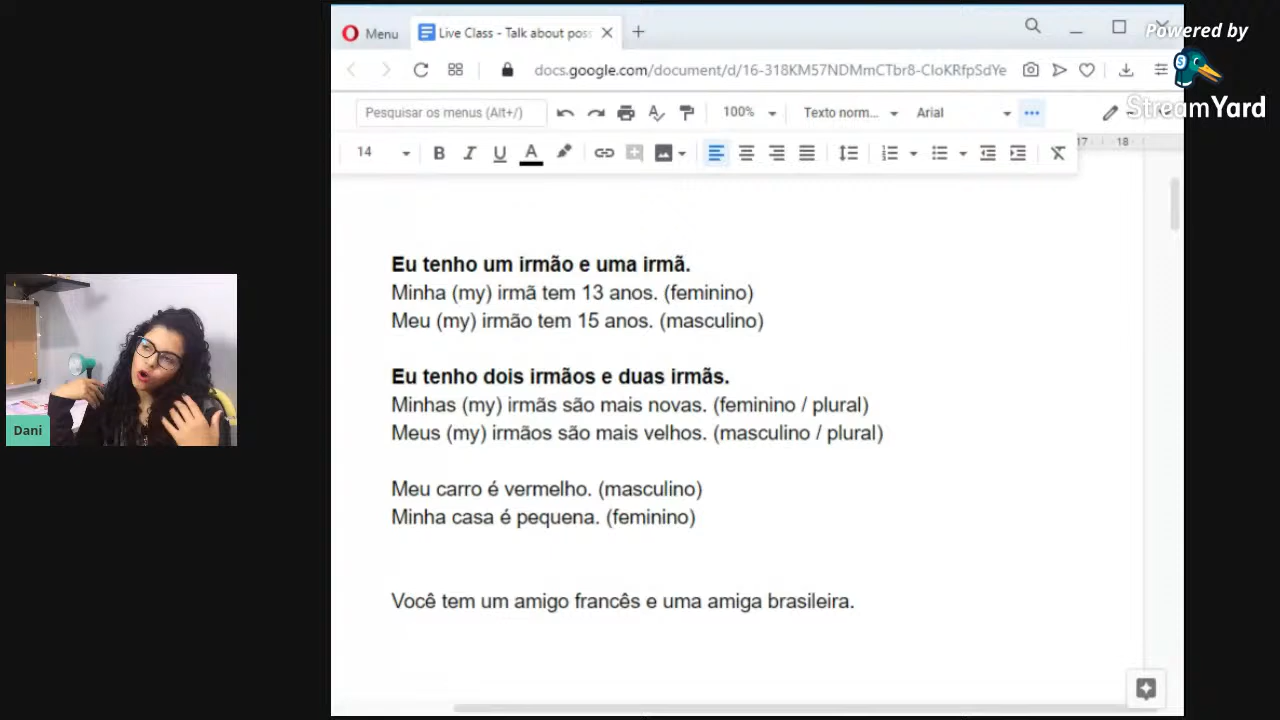 Powered by
StreamYard
Menu
Live Class - Talk about poss
docs.google.com/document/d/16-318KM57NDMmCTbr8-CIoKRfpSdYe
Pesquisar os menus (Alt+/)
100%
Texto norm...
Arial
14
17
18
Eu tenho um irmão e uma irmã.
Minha (my) irmã tem 13 anos. (feminino)
Meu (my) irmão tem 15 anos. (masculino)
Eu tenho dois irmãos e duas irmãs.
Minhas (my) irmãs são mais novas. (feminino / plural)
Meus (my) irmãos são mais velhos. (masculino / plural)
Meu carro é vermelho. (masculino)
Minha casa é pequena. (feminino)
Você tem um amigo francês e uma amiga brasileira.
Dani